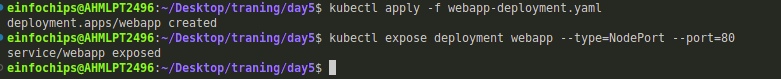 einfochips@AHMLPT2496:~/Desktop/traning/day5$ kubectl apply -f webapp-deployment.yaml
deployment.apps/webapp created
einfochips@AHMLPT2496:~/Desktop/traning/day5$ kubectl expose deployment webapp --type=NodePort --port=80
service/webapp exposed
einfochips@AHMLPT2496:~/Desktop/traning/day5$